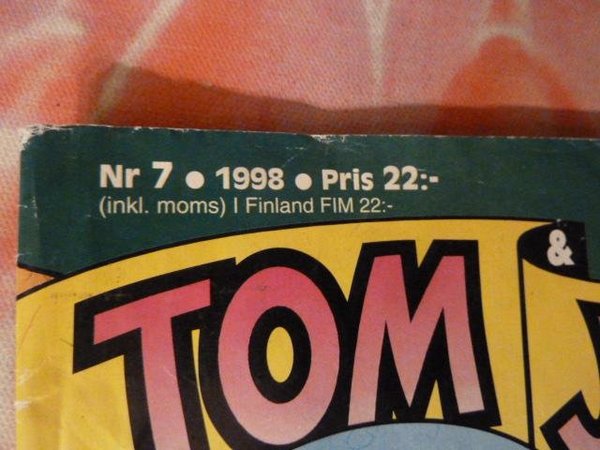 Nr 7 • 1998 • Pris 22:-
(inkl. moms) I Finland FIM 22:-
TOM &